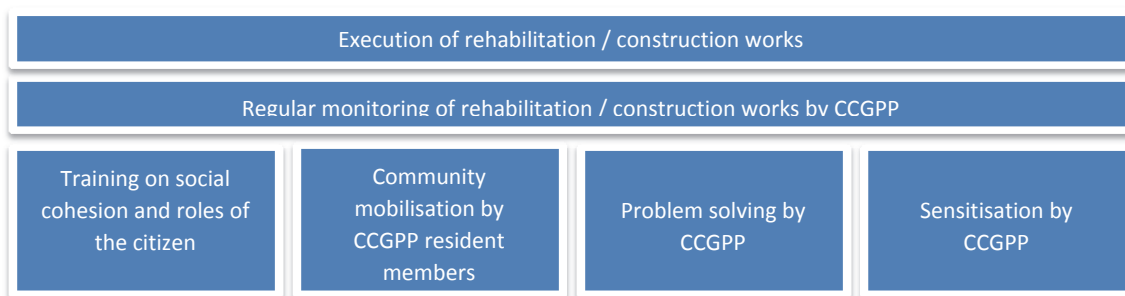 Execution of rehabilitation / construction works
Regular monitoring of rehabilitation / construction works by CCGPP
Training on social
cohesion and roles of
the citizen
Community
mobilisation by
CCGPP resident
members
Problem solving by
CCGPP
Sensitisation by
CCGPP